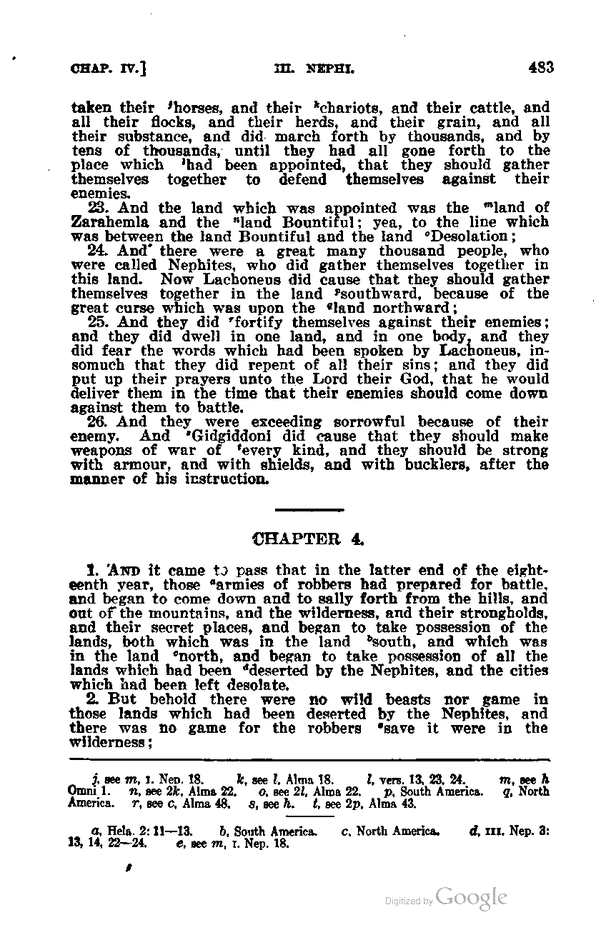 CHAP. IV.] III. NEPHI. 483
taken their ʲhorses, and their ᵏchariots, and their cattle, and
all their flocks, and their herds, and their grain, and all
their substance, and did march forth by thousands, and by
tens of thousands, until they had all gone forth to the
place which ˡhad been appointed, that they should gather
themselves together to defend themselves against their
enemies.
23. And the land which was appointed was the ᵐland of
Zarahemla and the ⁿland Bountiful; yea, to the line which
was between the land Bountiful and the land ᵒDesolation;
24. And there were a great many thousand people, who
were called Nephites, who did gather themselves together in
this land. Now Lachoneus did cause that they should gather
themselves together in the land ᵖsouthward, because of the
great curse which was upon the qland northward;
25. And they did ʳfortify themselves against their enemies;
and they did dwell in one land, and in one body, and they
did fear the words which had been spoken by Lachoneus, in-
somuch that they did repent of all their sins; and they did
put up their prayers unto the Lord their God, that he would
deliver them in the time that their enemies should come down
against them to battle.
26. And they were exceeding sorrowful because of their
enemy. And ˢGidgiddoni did cause that they should make
weapons of war of ᵗevery kind, and they should be strong
with armour, and with shields, and with bucklers, after the
manner of his instruction.
CHAPTER 4.
1. AND it came to pass that in the latter end of the eight-
eenth year, those ᵃarmies of robbers had prepared for battle,
and began to come down and to sally forth from the hills, and
out of the mountains, and the wilderness, and their strongholds,
and their secret places, and began to take possession of the
lands, both which was in the land ᵇsouth, and which was
in the land ᶜnorth, and began to take possession of all the
lands which had been ᵈdeserted by the Nephites, and the cities
which had been left desolate.
2. But behold there were no wild beasts nor game in
those lands which had been deserted by the Nephites, and
there was no game for the robbers ᵉsave it were in the
wilderness;
j, see m, 1. Nep. 18. k, see l, Alma 18. l, vers. 13, 23, 24. m, see h
Omni 1. n, see 2k, Alma 22. o, see 2l, Alma 22. p, South America. q, North
America. r, see c, Alma 48. s, see h. t, see 2p, Alma 43.
a, Hela. 2: 11—13. b, South America. c, North America. d, III. Nep. 3:
13, 14, 22—24. e, see m, I. Nep. 18.
Digitized by Google